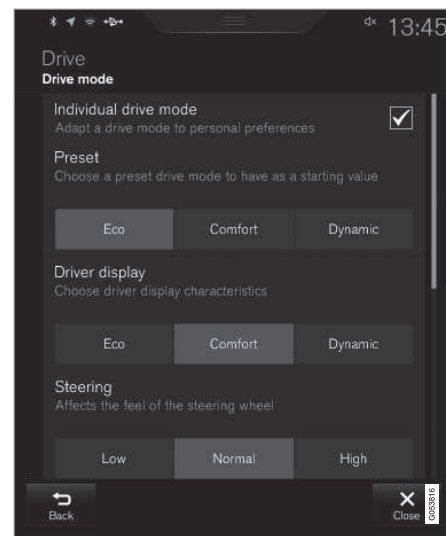 13:45
Drive
Drive mode
Individual drive mode
Adapt a drive mode to personal preferences
Preset
Choose a preset drive mode to have as a starting value
Eco Comfort Dynamic
Driver display
Choose driver display characteristics
Eco Comfort Dynamic
Steering
Affects the feel of the steering wheel
Low Normal High
Back Close
G053816